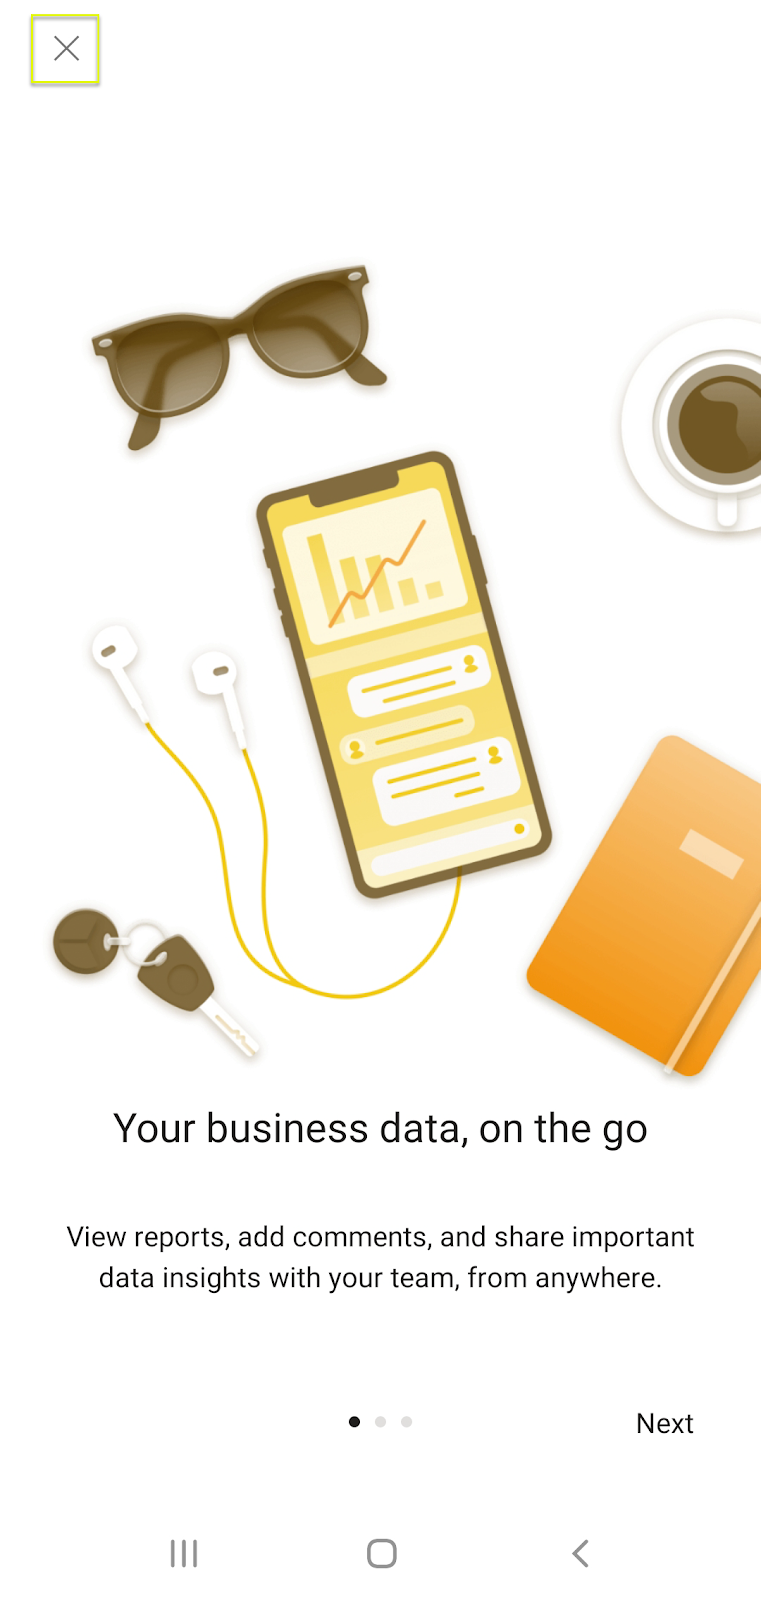 Your business data, on the go
View reports, add comments, and share important
data insights with your team, from anywhere.
Next